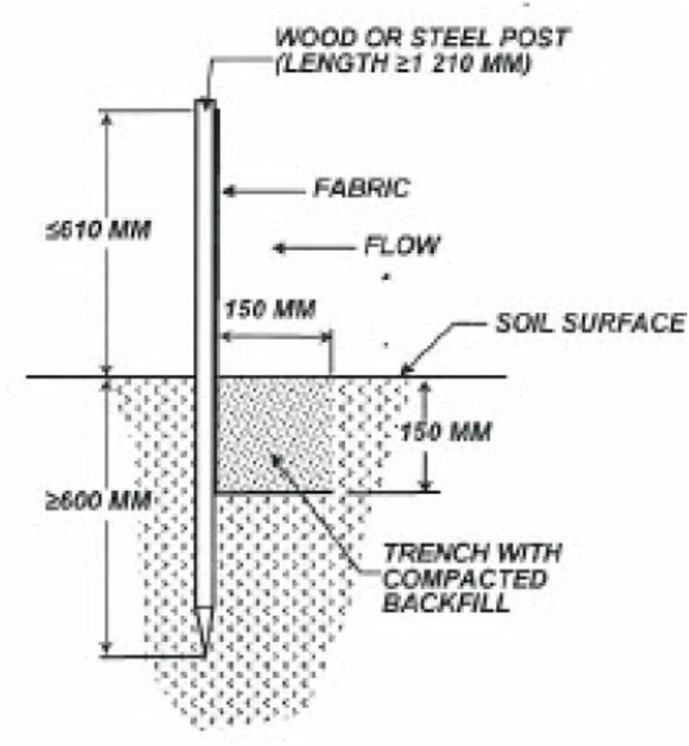 WOOD OR STEEL POST
(LENGTH ≥1 210 MM)
FABRIC
≤610 MM
FLOW
150 MM
SOIL SURFACE
150 MM
≥600 MM
TRENCH WITH
COMPACTED
BACKFILL